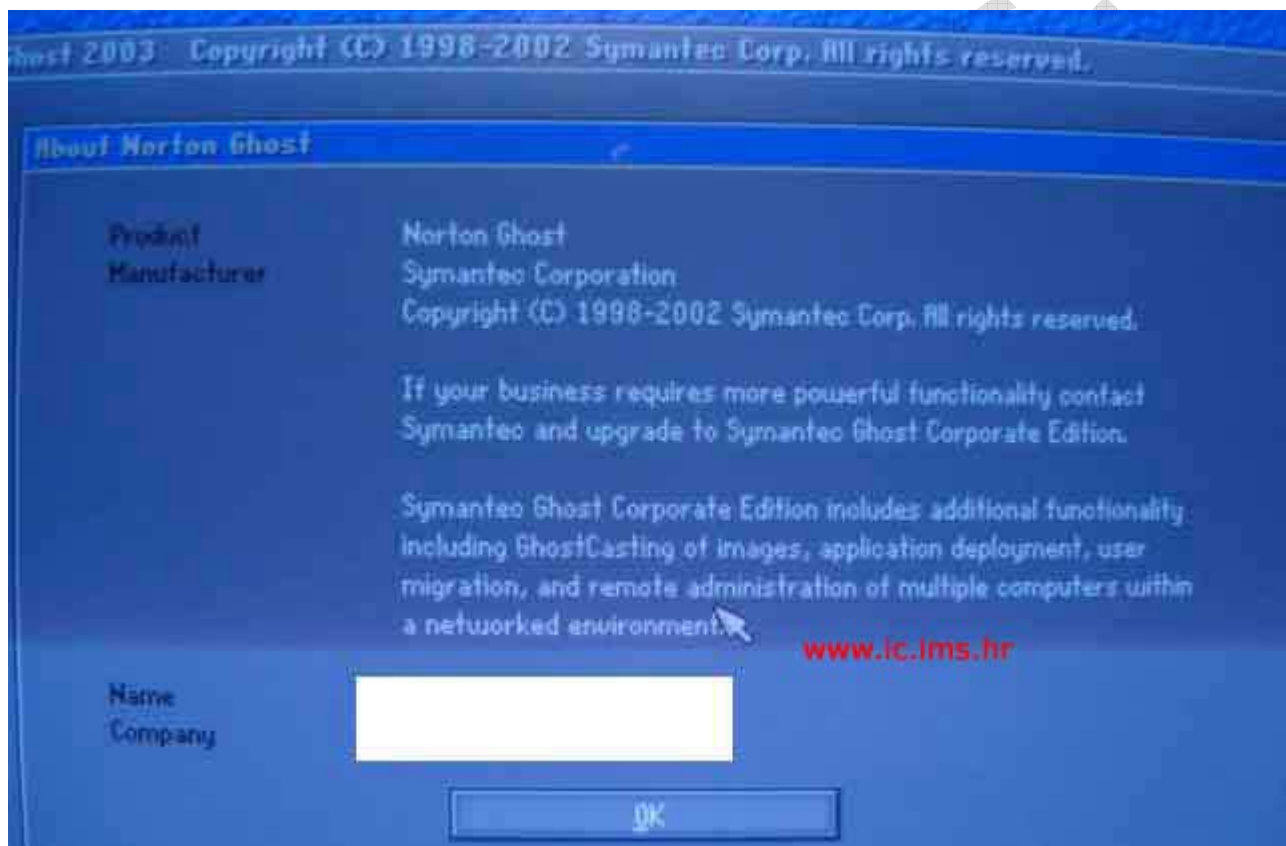 Ghost 2003 Copyright (C) 1998-2002 Symantec Corp. All rights reserved.
About Norton Ghost
Product Norton Ghost
Manufacturer Symantec Corporation
Copyright (C) 1998-2002 Symantec Corp. All rights reserved.
If your business requires more powerful functionality contact
Symantec and upgrade to Symantec Ghost Corporate Edition.
Symantec Ghost Corporate Edition includes additional functionality
including GhostCasting of images, application deployment, user
migration, and remote administration of multiple computers within
a networked environment.
www.ic.ims.hr
Name
Company
OK